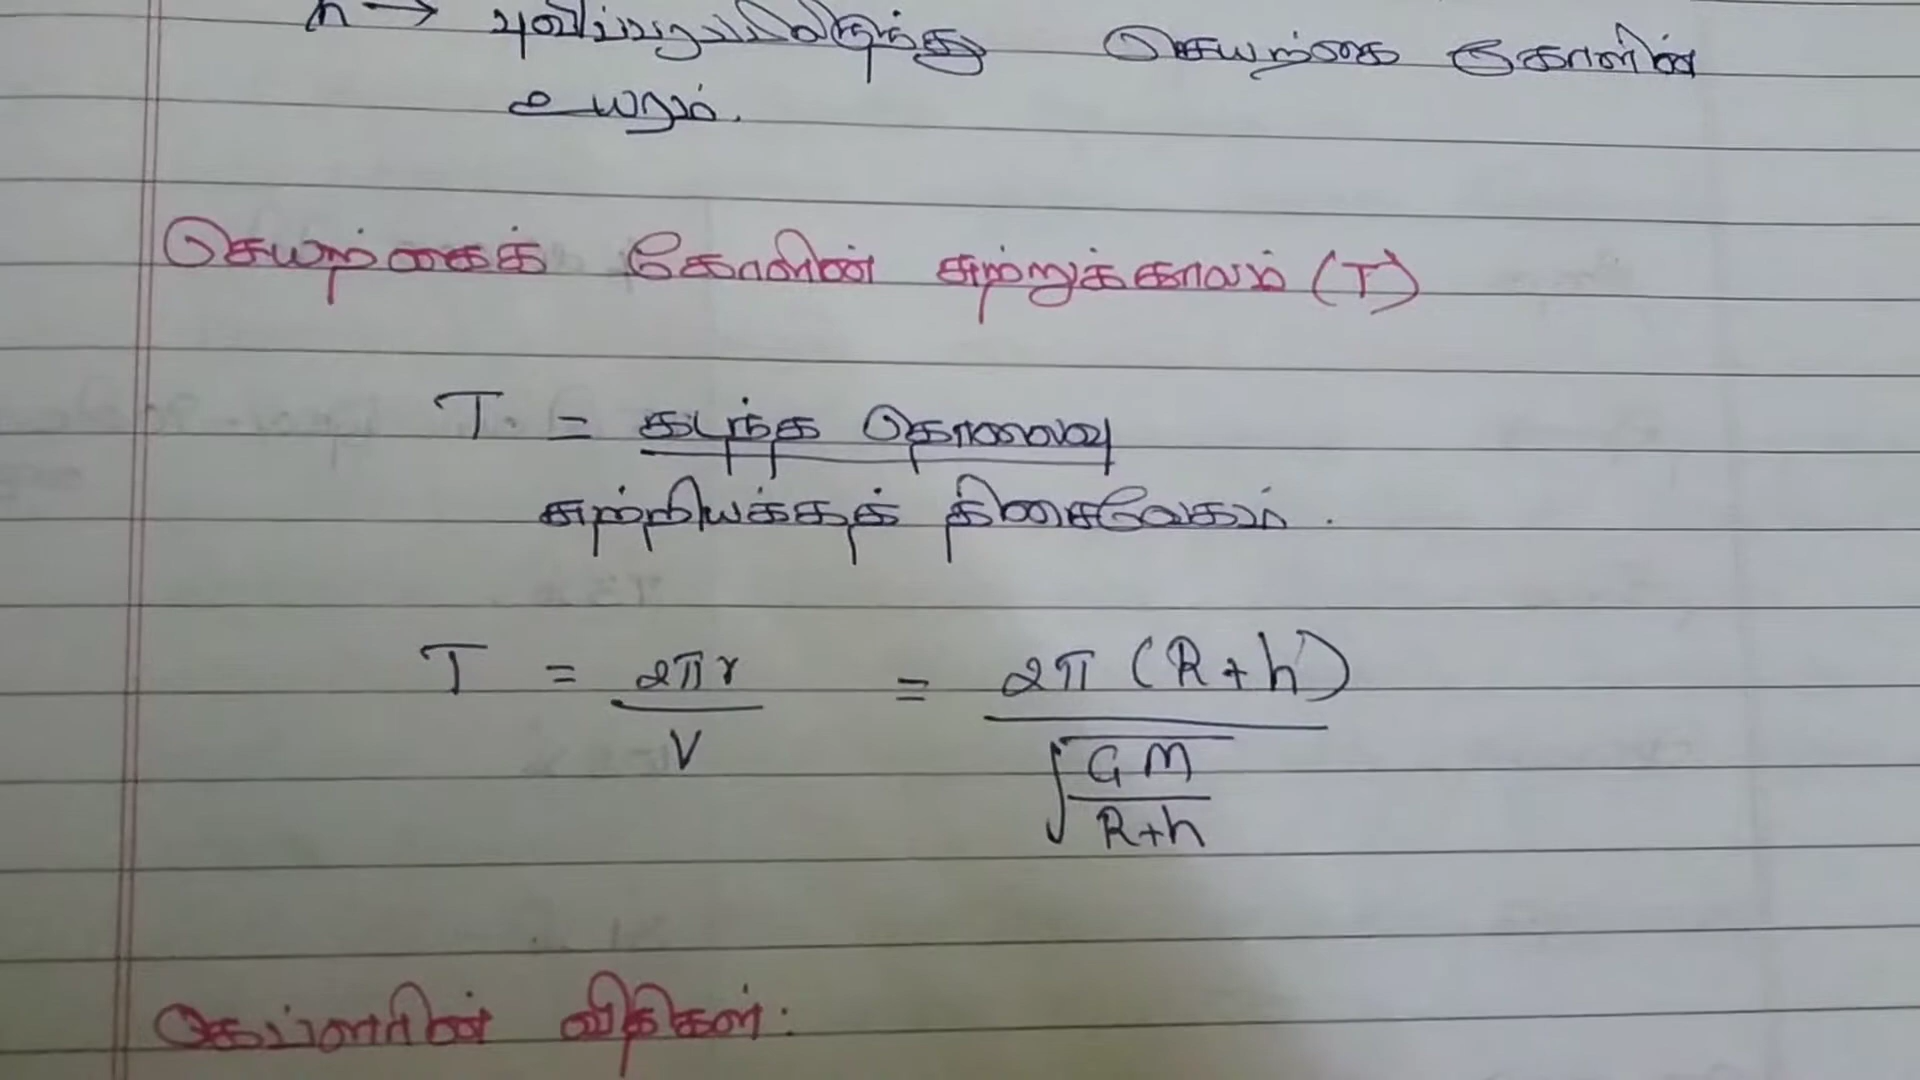 h → புவிப்பரப்பிலிருந்து செயற்கை கோளின்
உயரம்.
செயற்கைக் கோளின் சுற்றுக்காலம் (T)
T = கடந்த தொலைவு
சுற்றியக்கத் திசைவேகம்.
T = 2πr / V = 2π (R+h) / √(GM / R+h)
கெப்ளரின் விதிகள்: